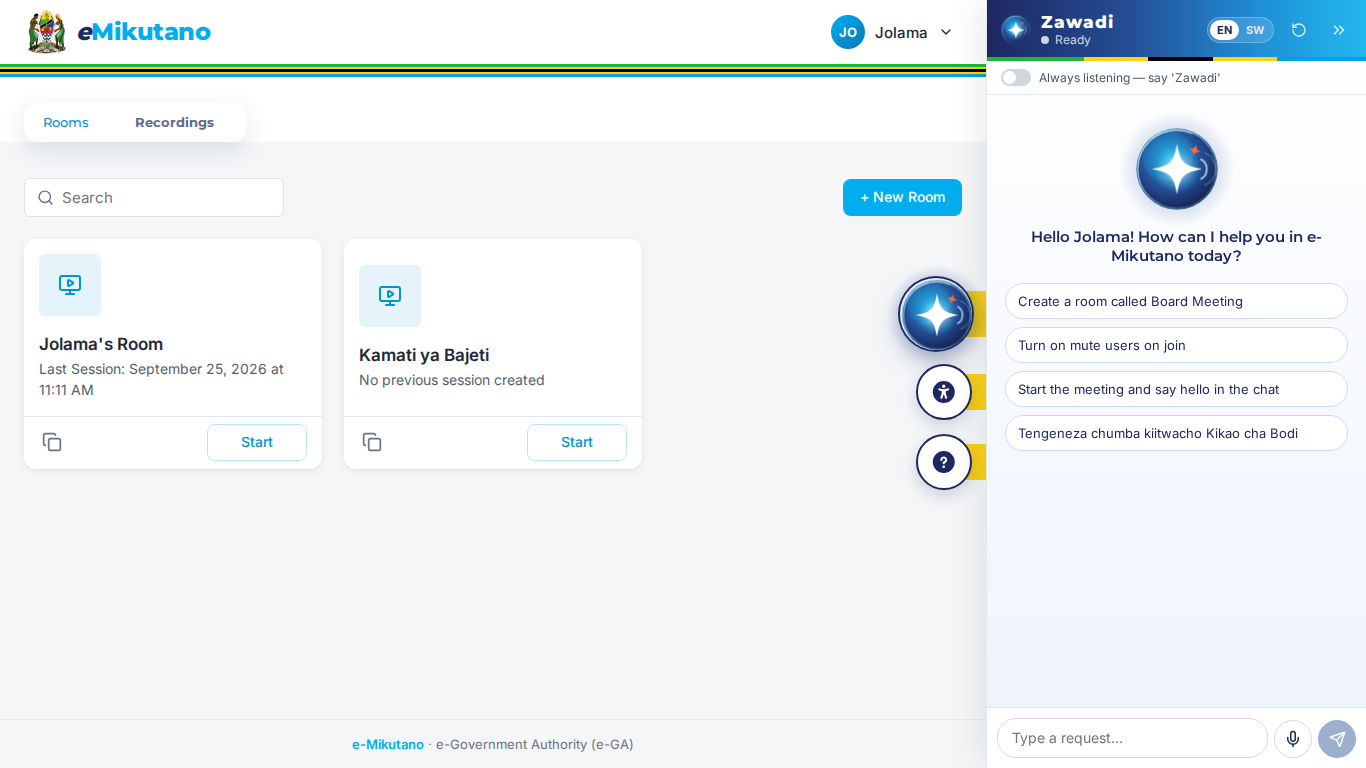 eMikutano
JO
Jolama
Rooms
Recordings
Search
+ New Room
Jolama's Room
Last Session: September 25, 2026 at
11:11 AM
Start
Kamati ya Bajeti
No previous session created
Start
e-Mikutano · e-Government Authority (e-GA)
Zawadi
Ready
EN
SW
Always listening — say 'Zawadi'
Hello Jolama! How can I help you in e-
Mikutano today?
Create a room called Board Meeting
Turn on mute users on join
Start the meeting and say hello in the chat
Tengeneza chumba kiitwacho Kikao cha Bodi
Type a request...